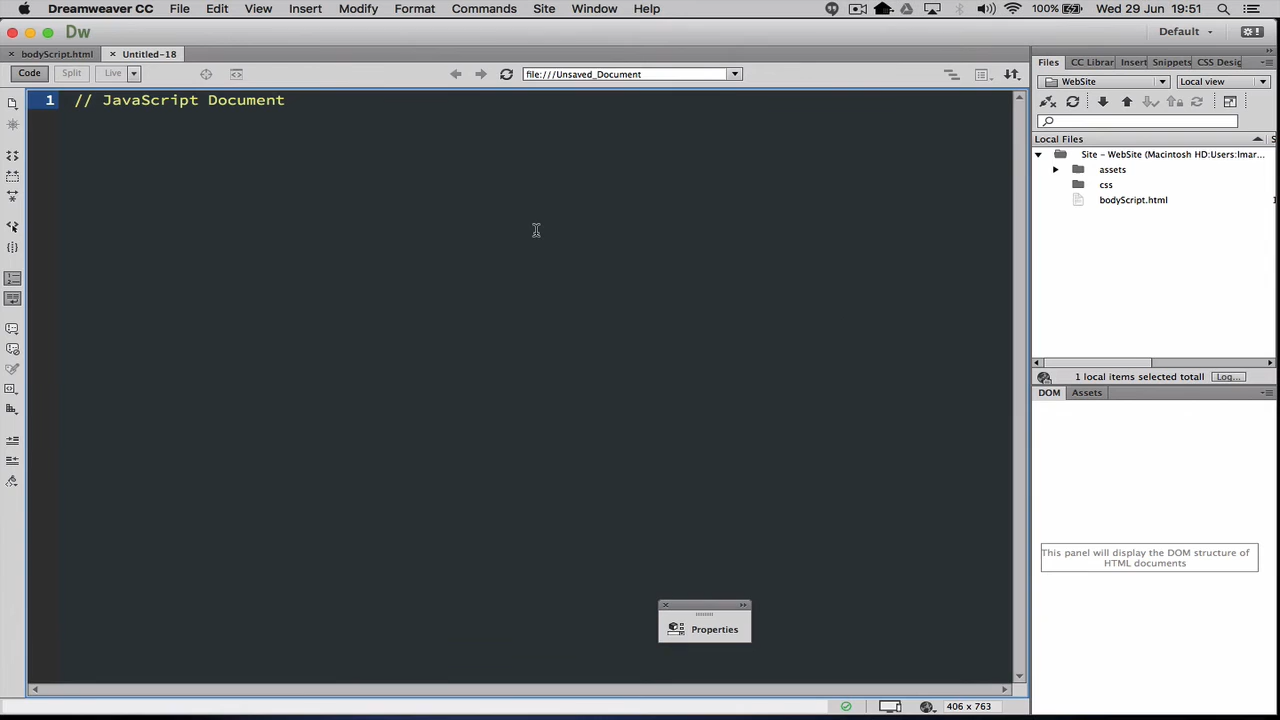 Dreamweaver CC File Edit View Insert Modify Format Commands Site Window Help 100% Wed 29 Jun 19:51
Dw Default
bodyScript.html Untitled-18
Code Split Live file:///Unsaved_Document
1 // JavaScript Document
Files CC Librar Insert Snippets CSS Desig
WebSite Local view
Local Files S
Site – WebSite (Macintosh HD:Users:Imar...
assets
css
bodyScript.html 1
1 local items selected totall Log...
DOM Assets
This panel will display the DOM structure of
HTML documents
Properties
406 x 763